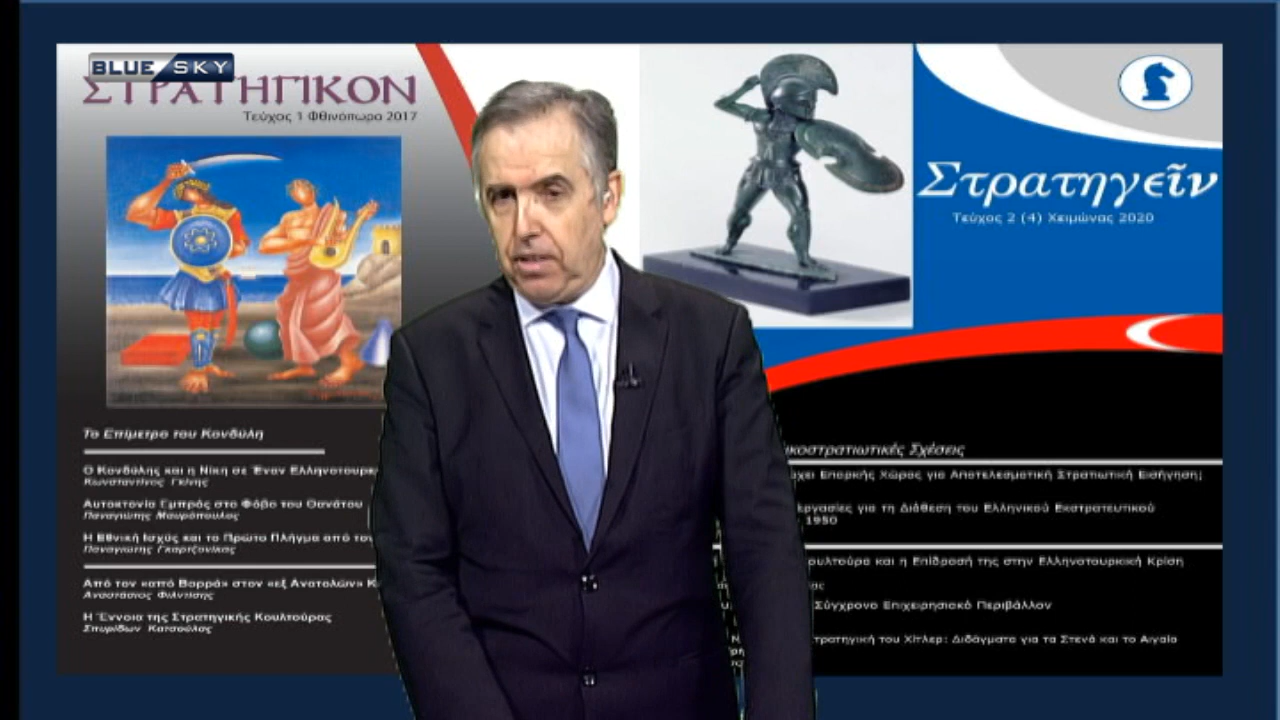 BLUE SKY
ΣΤΡΑΤΗΓΙΚΟΝ
Τεύχος 1 Φθινόπωρο 2017
Το Επίμετρο του Κονδύλη
Ο Κονδύλης και η Νίκη σε Έναν Ελληνοτουρκι
Κωνσταντίνος Γκίνης
Αυτοκτονία Εμπρός στο Φόβο του Θανάτου
Παναγιώτης Μαυρόπουλος
Η Εθνική Ισχύς και το Πρώτο Πλήγμα από τον
Παναγιώτης Γκαρτζονίκας
Από τον «από Βορρά» στον «εξ Ανατολών» Κ
Αναστάσιος Φιλντίσης
Η Έννοια της Στρατηγικής Κουλτούρας
Σπυρίδων Κατσούλας
Στρατηγεῖν
Τεύχος 2 (4) Χειμώνας 2020
ικοστρατιωτικές Σχέσεις
χει Επαρκής Χώρος για Αποτελεσματική Στρατιωτική Εισήγηση;
εργασίες για τη Διάθεση του Ελληνικού Εκστρατευτικού
1950
ουλτούρα και η Επίδρασή της στην Ελληνοτουρκική Κρίση
Σύγχρονο Επιχειρησιακό Περιβάλλον
τρατηγική του Χίτλερ: Διδάγματα για τα Στενά και το Αιγαίο